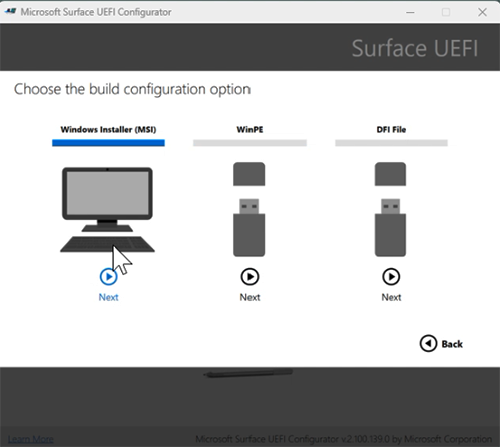 Microsoft Surface UEFI Configurator
Surface UEFI
Choose the build configuration option
Windows Installer (MSI)
WinPE
DFI File
Next
Next
Next
Back
Learn More
Microsoft Surface UEFI Configurator v2.100.139.0 by Microsoft Corporation